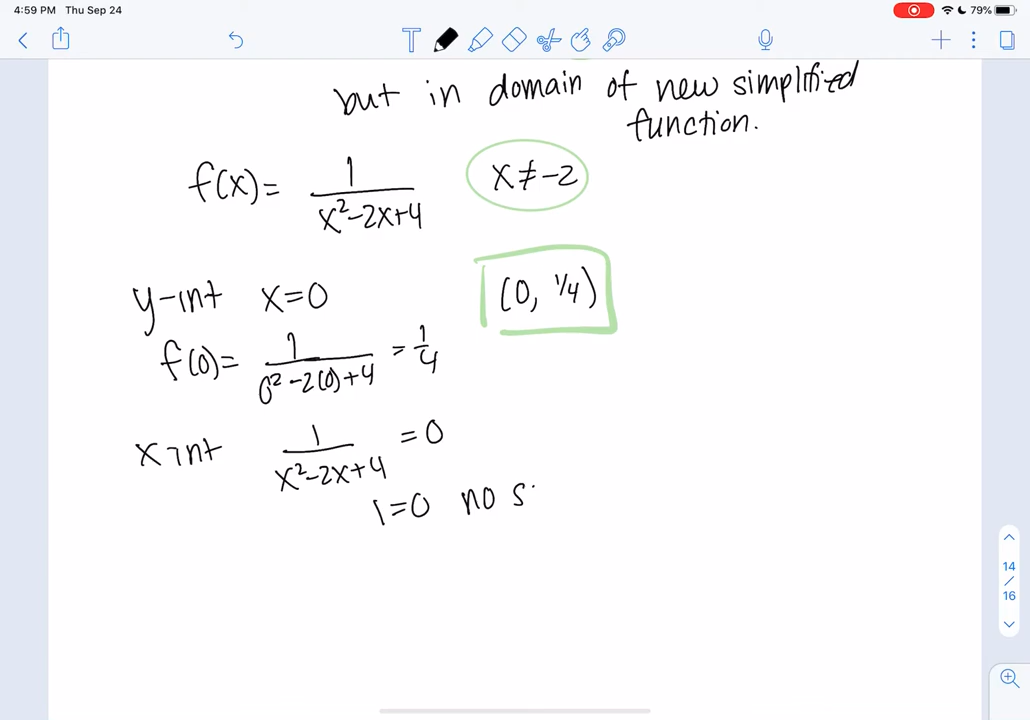 4:59 PM Thu Sep 24
79%
T
but in domain of new simplified
function.
f(x)= 1/(x²-2x+4) x≠-2
y-int x=0 (0, 1/4)
f(0)= 1/(0²-2(0)+4) = 1/4
x-int 1/(x²-2x+4) =0
1=0 no s
14
/
16